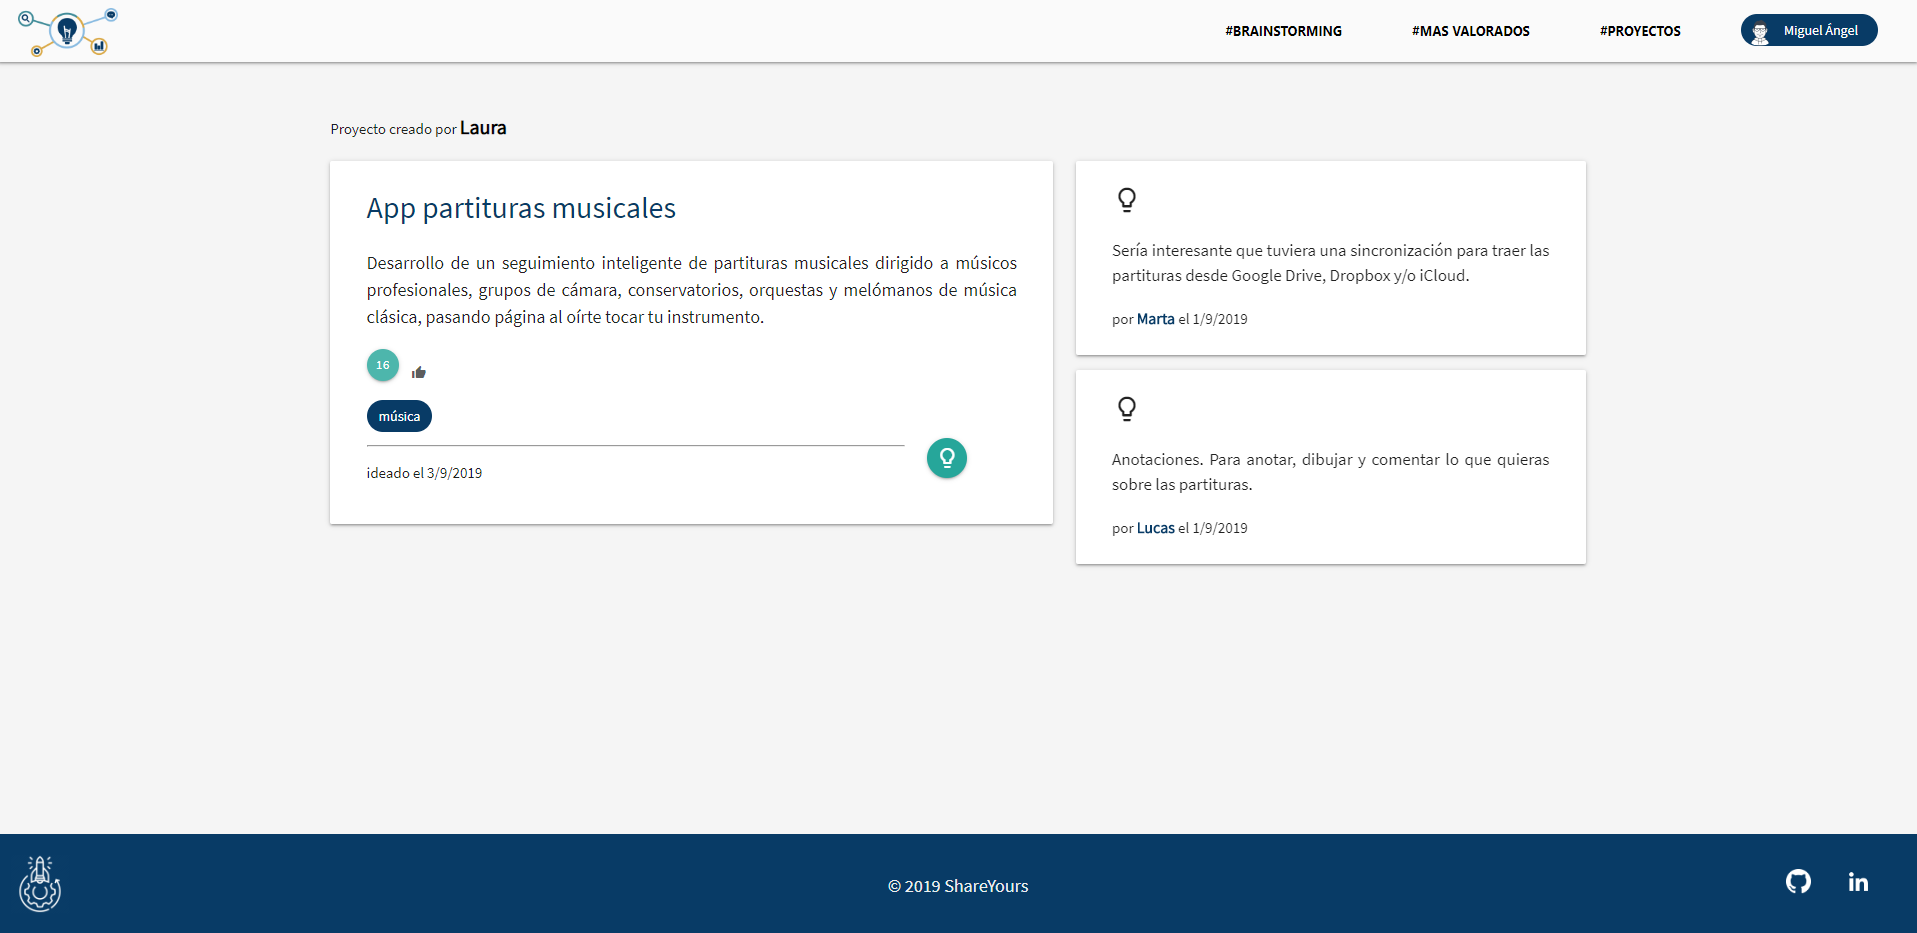 #BRAINSTORMING
#MAS VALORADOS
#PROYECTOS
Miguel Ángel
Proyecto creado por Laura
App partituras musicales
Desarrollo de un seguimiento inteligente de partituras musicales dirigido a músicos
profesionales, grupos de cámara, conservatorios, orquestas y melómanos de música
clásica, pasando página al oírte tocar tu instrumento.
16
música
ideado el 3/9/2019
Sería interesante que tuviera una sincronización para traer las
partituras desde Google Drive, Dropbox y/o iCloud.
por Marta el 1/9/2019
Anotaciones. Para anotar, dibujar y comentar lo que quieras
sobre las partituras.
por Lucas el 1/9/2019
© 2019 ShareYours
in